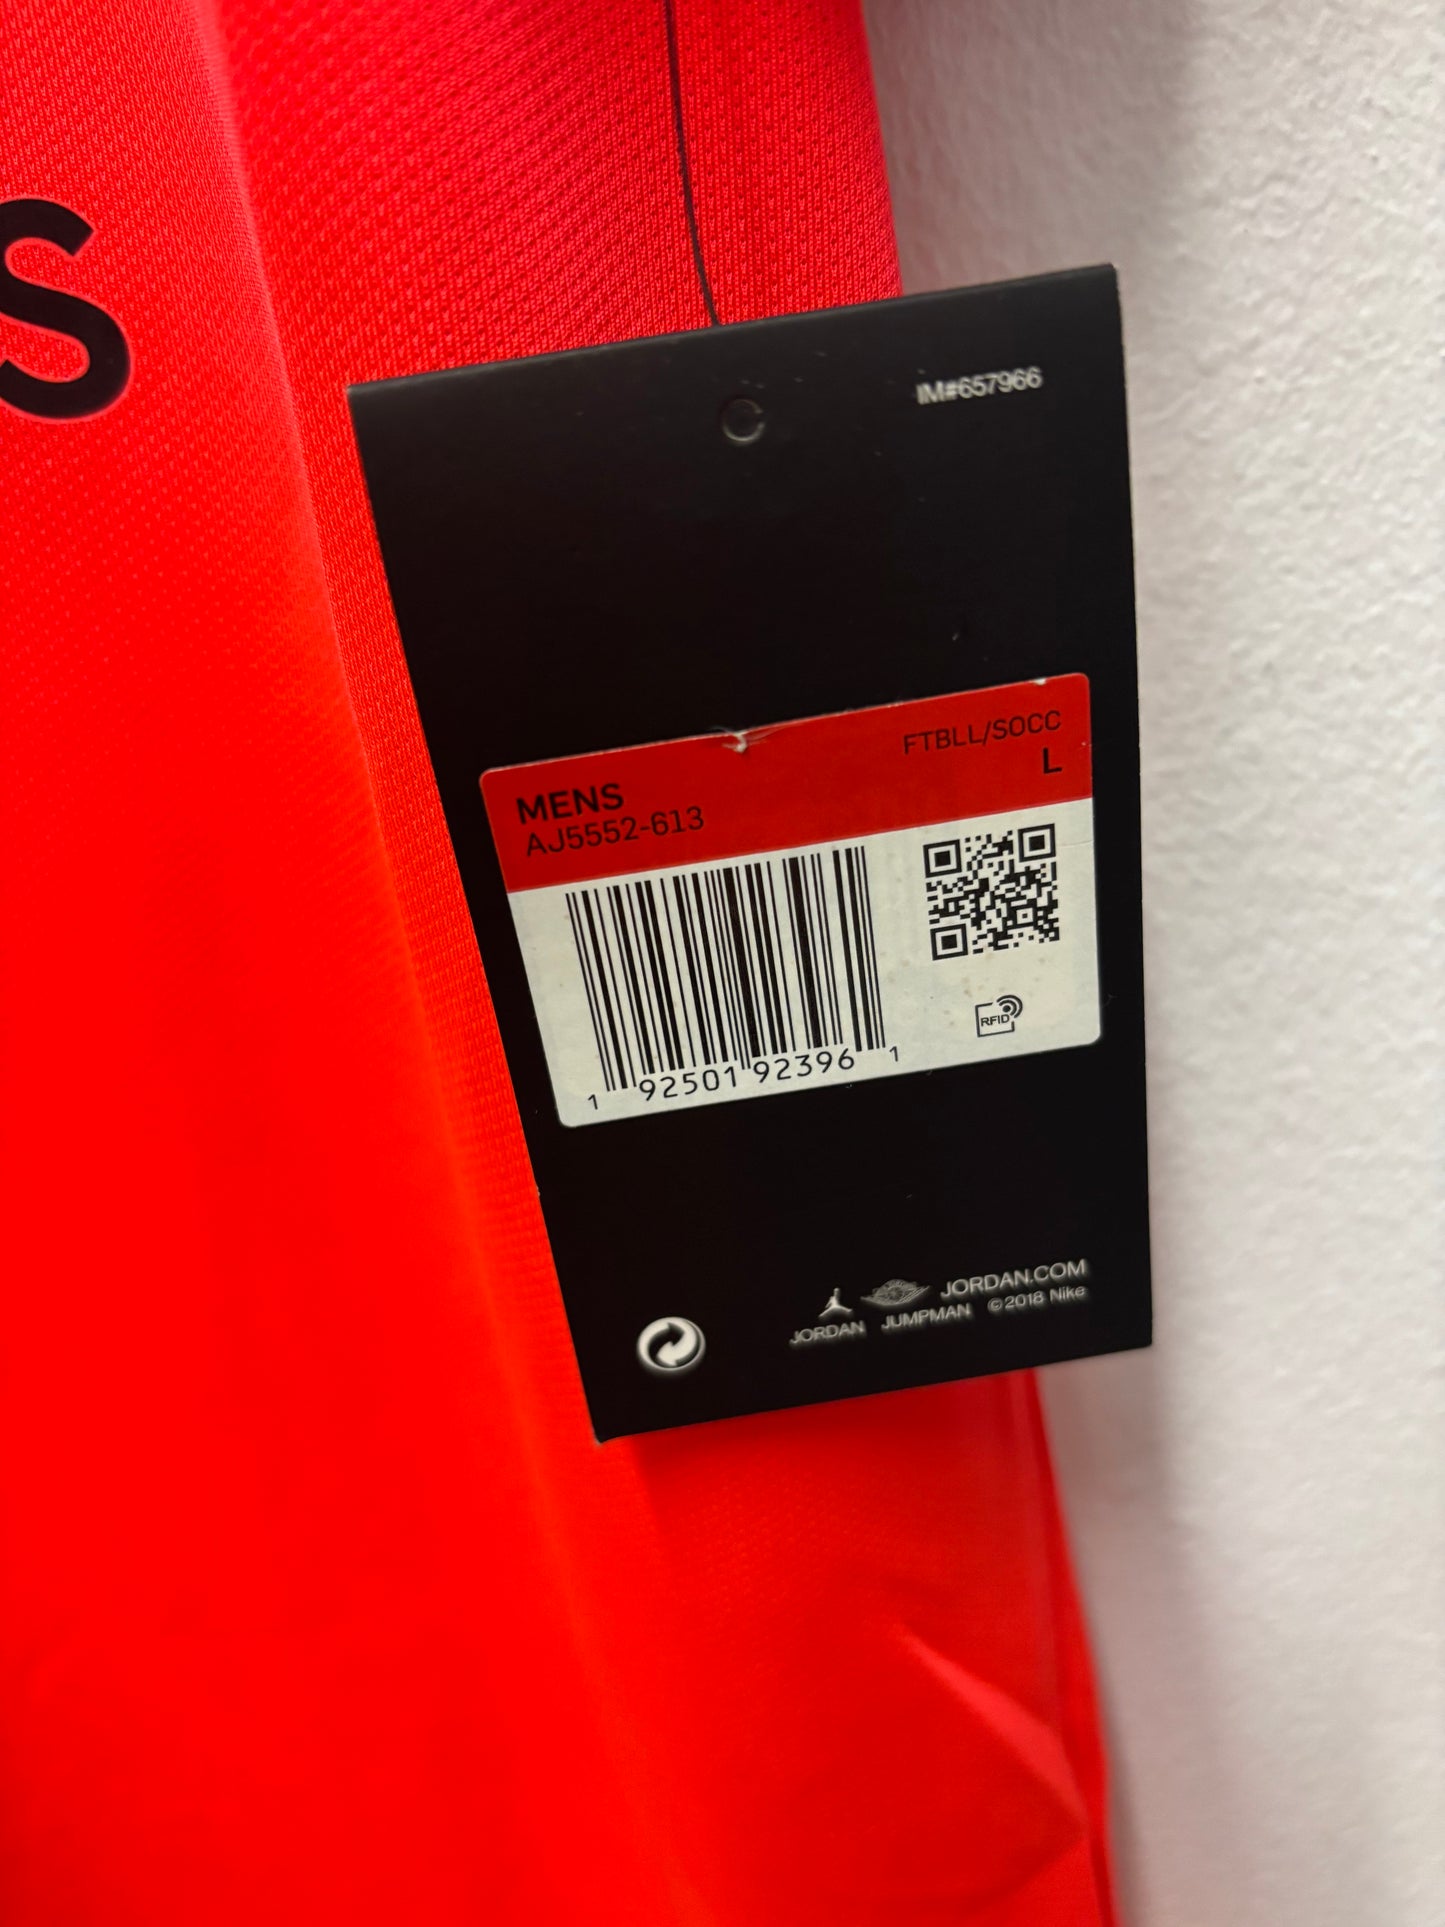 S
IM#657966
FTBLL/SOCC
L
MENS
AJ5552-613
1 92501 92396 1
RFID
JORDAN.COM
JORDAN JUMPMAN ©2018 Nike